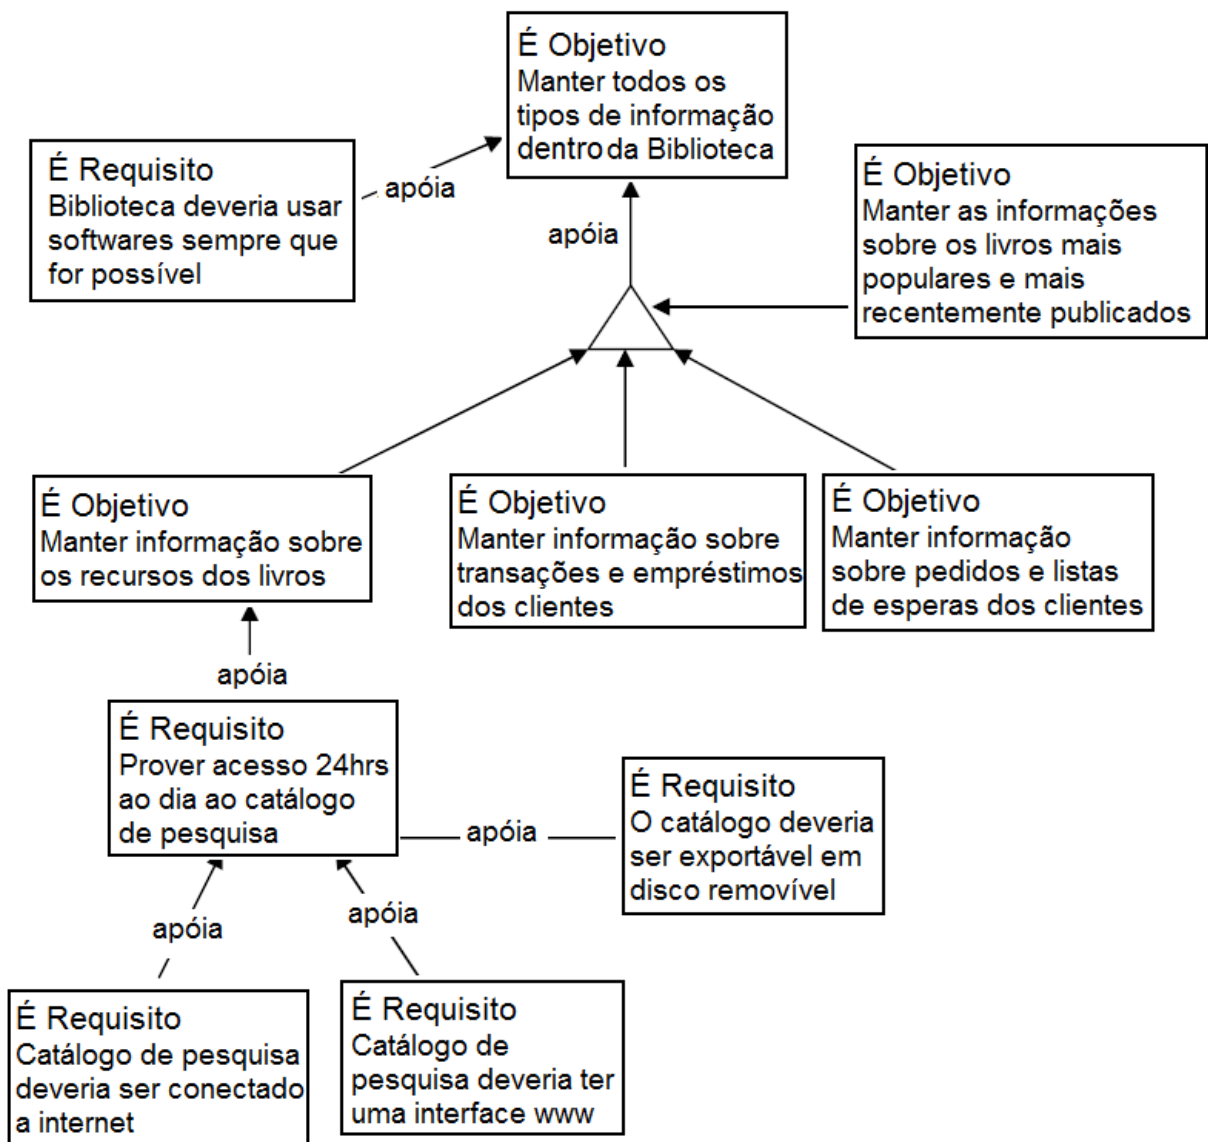 É Objetivo
Manter todos os
tipos de informação
dentro da Biblioteca
É Requisito
Biblioteca deveria usar
softwares sempre que
for possível
apóia
É Objetivo
Manter as informações
sobre os livros mais
populares e mais
recentemente publicados
apóia
É Objetivo
Manter informação sobre
os recursos dos livros
É Objetivo
Manter informação sobre
transações e empréstimos
dos clientes
É Objetivo
Manter informação
sobre pedidos e listas
de esperas dos clientes
apóia
É Requisito
Prover acesso 24hrs
ao dia ao catálogo
de pesquisa
apóia
É Requisito
O catálogo deveria
ser exportável em
disco removível
apóia
apóia
É Requisito
Catálogo de pesquisa
deveria ser conectado
a internet
É Requisito
Catálogo de
pesquisa deveria ter
uma interface www